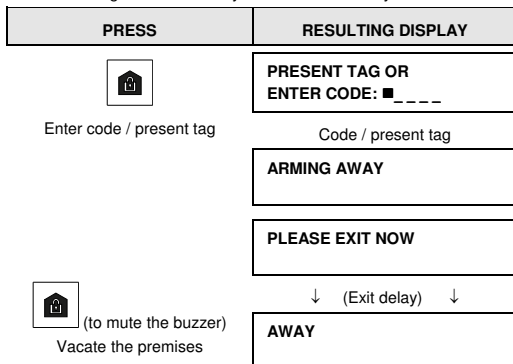 PRESS RESULTING DISPLAY
PRESENT TAG OR
ENTER CODE: ■_ _ _ _
Enter code / present tag
Code / present tag
ARMING AWAY
PLEASE EXIT NOW
↓ (Exit delay) ↓
(to mute the buzzer)
Vacate the premises
AWAY